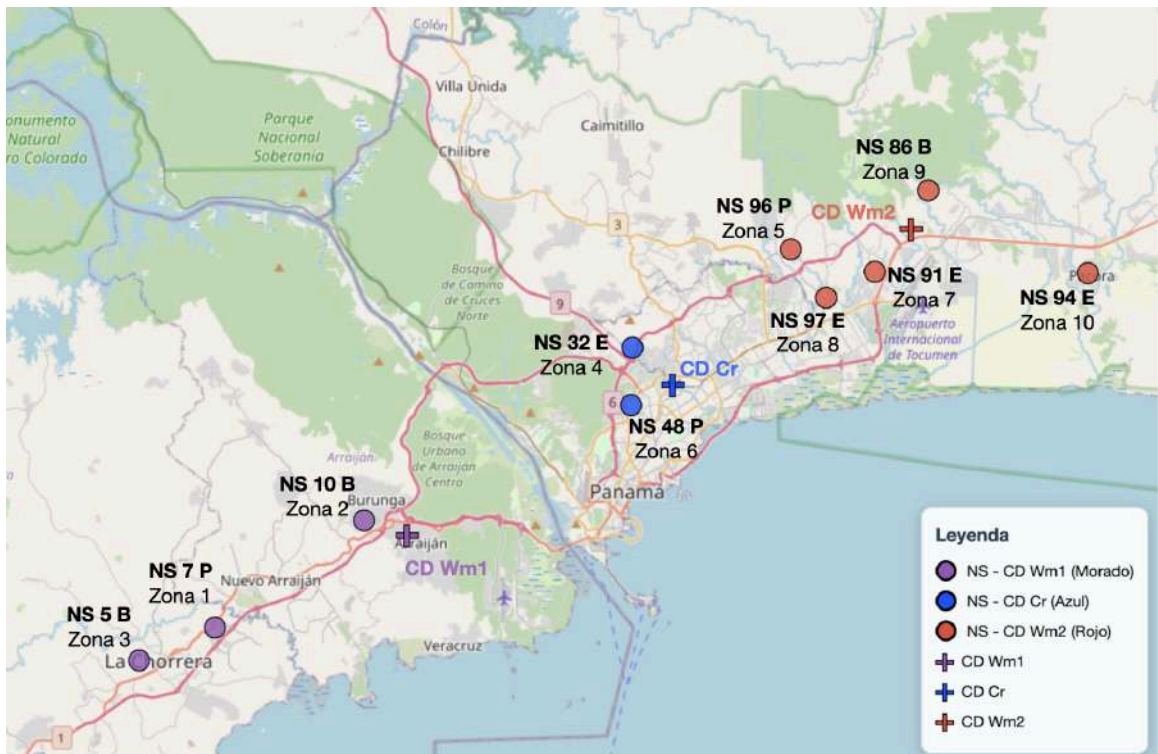 Colón
Villa Unida
Parque
Nacional
Soberanía
Natural
ro Colorado
Caimitillo
Chilibre
NS 86 B
Zona 9
NS 96 P
Zona 5
CD Wm2
3
Bosque
de Camino
de Cruces
Norte
9
NS 91 E
Zona 7
NS 94 E
Zona 10
NS 97 E
Zona 8
Aeropuerto
Internacional
de Tocumen
NS 32 E
Zona 4
CD Cr
6
NS 48 P
Zona 6
Bosque
Urbano
de Arraiján
Centro
Arraiján
NS 10 B
Zona 2
Burunga
Panama
Arraiján
CD Wm1
NS 7 P
Zona 1
Nuevo Arraiján
NS 5 B
Zona 3
Veracruz
1
Leyenda
NS - CD Wm1 (Morado)
NS - CD Cr (Azul)
NS - CD Wm2 (Rojo)
CD Wm1
CD Cr
CD Wm2